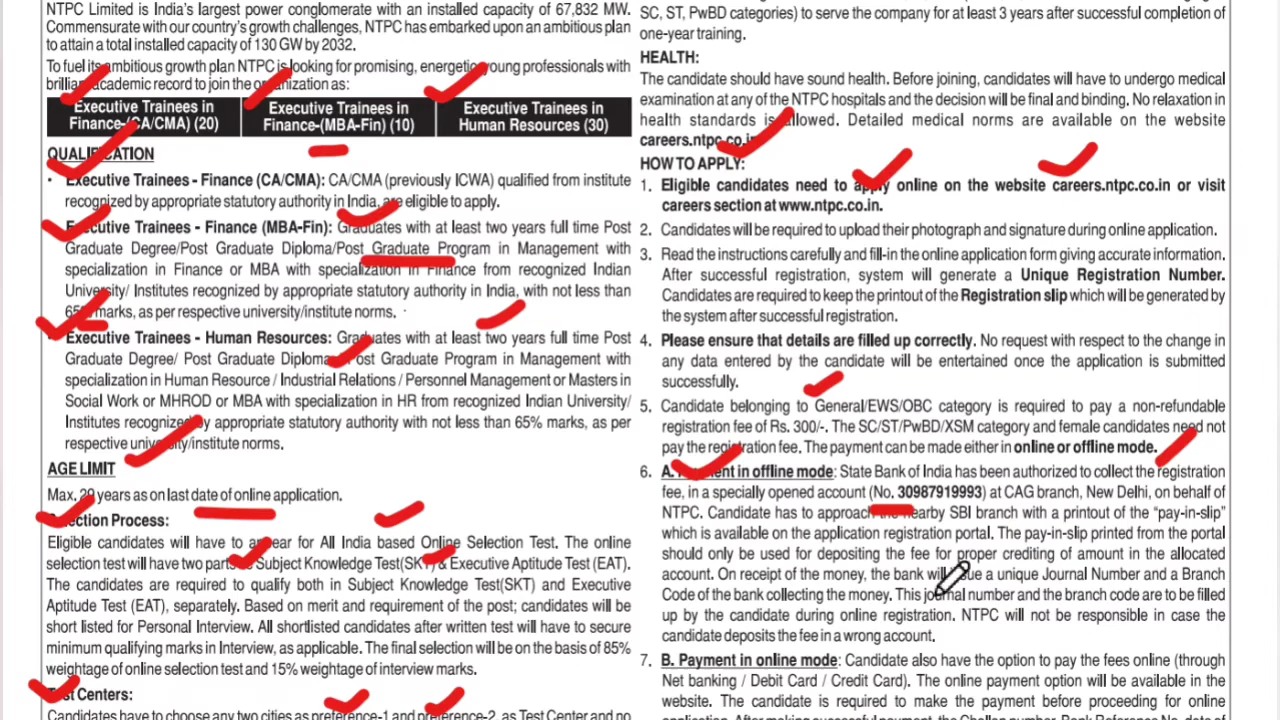 NTPC Limited is India's largest power conglomerate with an installed capacity of 67,832 MW.
Commensurate with our country's growth challenges, NTPC has embarked upon an ambitious plan
to attain a total installed capacity of 130 GW by 2032.
To fuel its ambitious growth plan NTPC is looking for promising, energetic young professionals with
brilliant academic record to join the organization as:
Executive Trainees in
Finance-(CA/CMA) (20)
Executive Trainees in
Finance-(MBA-Fin) (10)
Executive Trainees in
Human Resources (30)
QUALIFICATION
• Executive Trainees - Finance (CA/CMA): CA/CMA (previously ICWA) qualified from institute
recognized by appropriate statutory authority in India, are eligible to apply.
Executive Trainees - Finance (MBA-Fin): Graduates with at least two years full time Post
Graduate Degree/Post Graduate Diploma/Post Graduate Program in Management with
specialization in Finance or MBA with specialization in Finance from recognized Indian
University/ Institutes recognized by appropriate statutory authority in India, with not less than
65% marks, as per respective university/institute norms.
Executive Trainees - Human Resources: Graduates with at least two years full time Post
Graduate Degree/ Post Graduate Diploma Post Graduate Program in Management with
specialization in Human Resource / Industrial Relations / Personnel Management or Masters in
Social Work or MHROD or MBA with specialization in HR from recognized Indian University/
Institutes recognized by appropriate statutory authority with not less than 65% marks, as per
respective university/institute norms.
AGE LIMIT
Max. 29 years as on last date of online application.
Selection Process:
Eligible candidates will have to appear for All India based Online Selection Test. The online
selection test will have two parts Subject Knowledge Test(SKT) & Executive Aptitude Test (EAT).
The candidates are required to qualify both in Subject Knowledge Test(SKT) and Executive
Aptitude Test (EAT), separately. Based on merit and requirement of the post; candidates will be
short listed for Personal Interview. All shortlisted candidates after written test will have to secure
minimum qualifying marks in Interview, as applicable. The final selection will be on the basis of 85%
weightage of online selection test and 15% weightage of interview marks.
Test Centers:
Candidates have to choose any two cities as preference-1 and preference-2, as Test Center and no
SC, ST, PwBD categories) to serve the company for at least 3 years after successful completion of
one-year training.
HEALTH:
The candidate should have sound health. Before joining, candidates will have to undergo medical
examination at any of the NTPC hospitals and the decision will be final and binding. No relaxation in
health standards is allowed. Detailed medical norms are available on the website
careers.ntpc.co.in
HOW TO APPLY:
1. Eligible candidates need to apply online on the website careers.ntpc.co.in or visit
careers section at www.ntpc.co.in.
2. Candidates will be required to upload their photograph and signature during online application.
3. Read the instructions carefully and fill-in the online application form giving accurate information.
After successful registration, system will generate a Unique Registration Number.
Candidates are required to keep the printout of the Registration slip which will be generated by
the system after successful registration.
4. Please ensure that details are filled up correctly. No request with respect to the change in
any data entered by the candidate will be entertained once the application is submitted
successfully.
5. Candidate belonging to General/EWS/OBC category is required to pay a non-refundable
registration fee of Rs. 300/-. The SC/ST/PwBD/XSM category and female candidates need not
pay the registration fee. The payment can be made either in online or offline mode.
6. A. Payment in offline mode: State Bank of India has been authorized to collect the registration
fee, in a specially opened account (No. 30987919993) at CAG branch, New Delhi, on behalf of
NTPC. Candidate has to approach the nearby SBI branch with a printout of the "pay-in-slip"
which is available on the application registration portal. The pay-in-slip printed from the portal
should only be used for depositing the fee for proper crediting of amount in the allocated
account. On receipt of the money, the bank will issue a unique Journal Number and a Branch
Code of the bank collecting the money. This journal number and the branch code are to be filled
up by the candidate during online registration. NTPC will not be responsible in case the
candidate deposits the fee in a wrong account.
7. B. Payment in online mode: Candidate also have the option to pay the fees online (through
Net banking / Debit Card / Credit Card). The online payment option will be available in the
website. The candidate is required to make the payment before proceeding for online